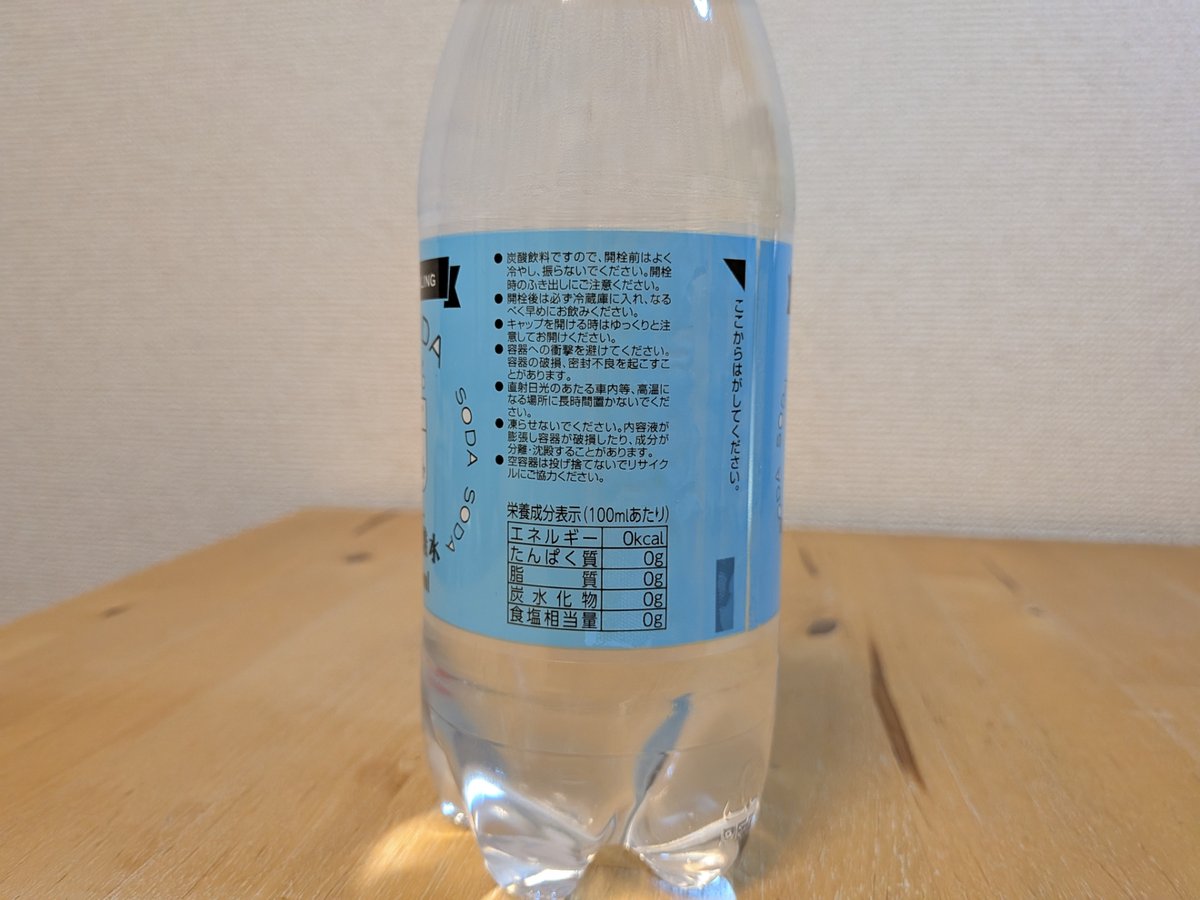 LING
DA
SODA SODA
水
ml
●炭酸飲料ですので、開栓前はよく
冷やし、振らないでください。開栓
時のふき出しにご注意ください。
●開栓後は必ず冷蔵庫に入れ、なる
べく早めにお飲みください。
●キャップを開ける時はゆっくりと注
意してお開けください。
●容器への衝撃を避けてください。
容器の破損、密封不良を起こすこ
とがあります。
●直射日光のあたる車内等、高温に
なる場所に長時間置かないでくだ
さい。
●凍らせないでください。内容液が
膨張し容器が破損したり、成分が
分離・沈殿することがあります。
●空容器は投げ捨てないでリサイク
ルにご協力ください。
栄養成分表示(100mlあたり)
エネルギー 0kcal
たんぱく質 0g
脂質 0g
炭水化物 0g
食塩相当量 0g
ここからはがしてください。